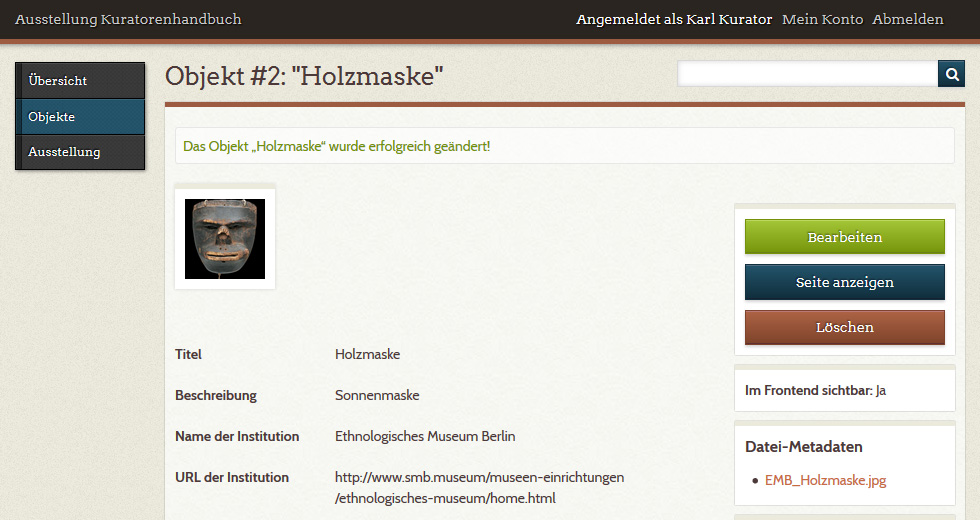 Ausstellung Kuratorenhandbuch
Angemeldet als Karl Kurator Mein Konto Abmelden
Übersicht
Objekte
Ausstellung
Objekt #2: "Holzmaske"
Das Objekt „Holzmaske“ wurde erfolgreich geändert!
Titel Holzmaske
Beschreibung Sonnenmaske
Name der Institution Ethnologisches Museum Berlin
URL der Institution http://www.smb.museum/museen-einrichtungen
/ethnologisches-museum/home.html
Bearbeiten
Seite anzeigen
Löschen
Im Frontend sichtbar: Ja
Datei-Metadaten
• EMB_Holzmaske.jpg